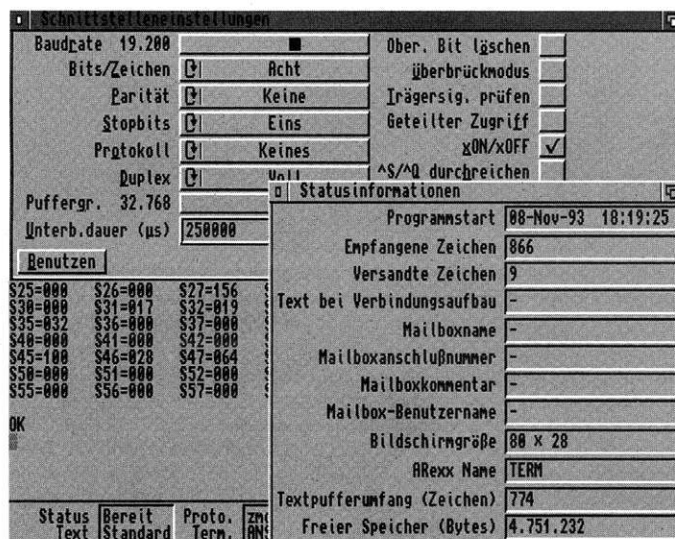 Schnittstelleneinstellungen
Baudrate 19.200
Bits/Zeichen Acht
Parität Keine
Stopbits Eins
Protokoll Keines
Duplex Voll
Puffergr. 32.768
Unterb.dauer (µs) 250000
Benutzen
Ober. Bit löschen
Überbrückmodus
Trägersig. prüfen
Geteilter Zugriff
xON/xOFF
^S/^Q durchreichen
S25=000 S26=000 S27=156
S30=000 S31=017 S32=019
S35=032 S36=000 S37=000
S40=000 S41=000 S42=000
S45=100 S46=028 S47=064
S50=000 S51=000 S52=000
S55=000 S56=000 S57=000
OK
Status Bereit Proto.
Text Standard Term.
Statusinformationen
Programmstart 08-Nov-93 18:19:25
Empfangene Zeichen 866
Versandte Zeichen 9
Text bei Verbindungsaufbau -
Mailboxname -
Mailboxanschlußnummer -
Mailboxkommentar -
Mailbox-Benutzername -
Bildschirmgröße 80 × 28
ARexx Name TERM
Textpufferumfang (Zeichen) 774
Freier Speicher (Bytes) 4.751.232